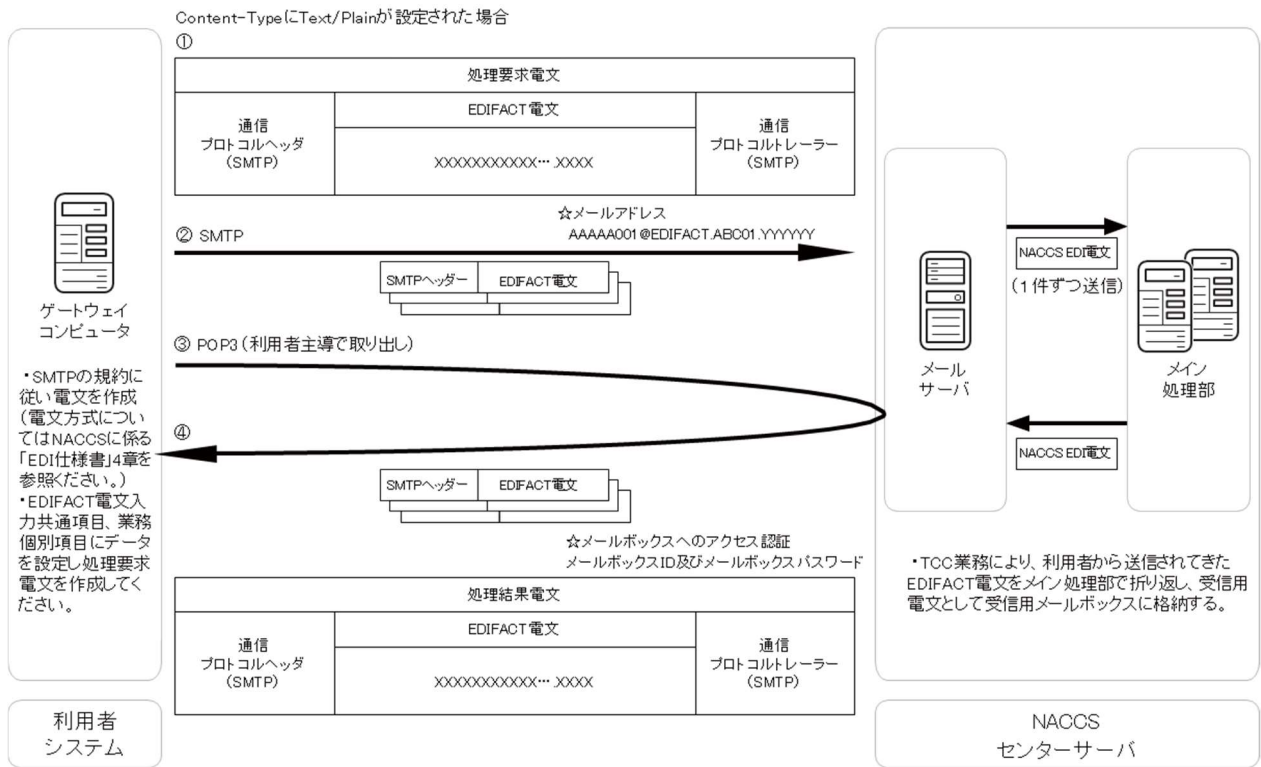 Content-TypeにText/Plainが設定された場合
①
処理要求電文
通信
プロトコルヘッダ
(SMTP)
EDIFACT電文
XXXXXXXXXXX….XXXX
通信
プロトコルトレーラー
(SMTP)
☆メールアドレス
AAAAA001@EDIFACT.ABC01.YYYYYY
② SMTP
SMTPヘッダー
EDIFACT電文
③ POP3(利用者主導で取り出し)
④
SMTPヘッダー
EDIFACT電文
☆メールボックスへのアクセス認証
メールボックスID及びメールボックスパスワード
処理結果電文
通信
プロトコルヘッダ
(SMTP)
EDIFACT電文
XXXXXXXXXXX….XXXX
通信
プロトコルトレーラー
(SMTP)
ゲートウェイ
コンピュータ
・SMTPの規約に
従い電文を作成
(電文方式につい
てはNACCSに係る
「EDI仕様書」4章を
参照ください。)
・EDIFACT電文入
力共通項目、業務
個別項目にデータ
を設定し処理要求
電文を作成してく
ださい。
利用者
システム
メール
サーバ
NACCS EDI電文
(1件ずつ送信)
NACCS EDI電文
メイン
処理部
・TCC業務により、利用者から送信されてきた
EDIFACT電文をメイン処理部で折り返し、受信用
電文として受信用メールボックスに格納する。
NACCS
センターサーバ